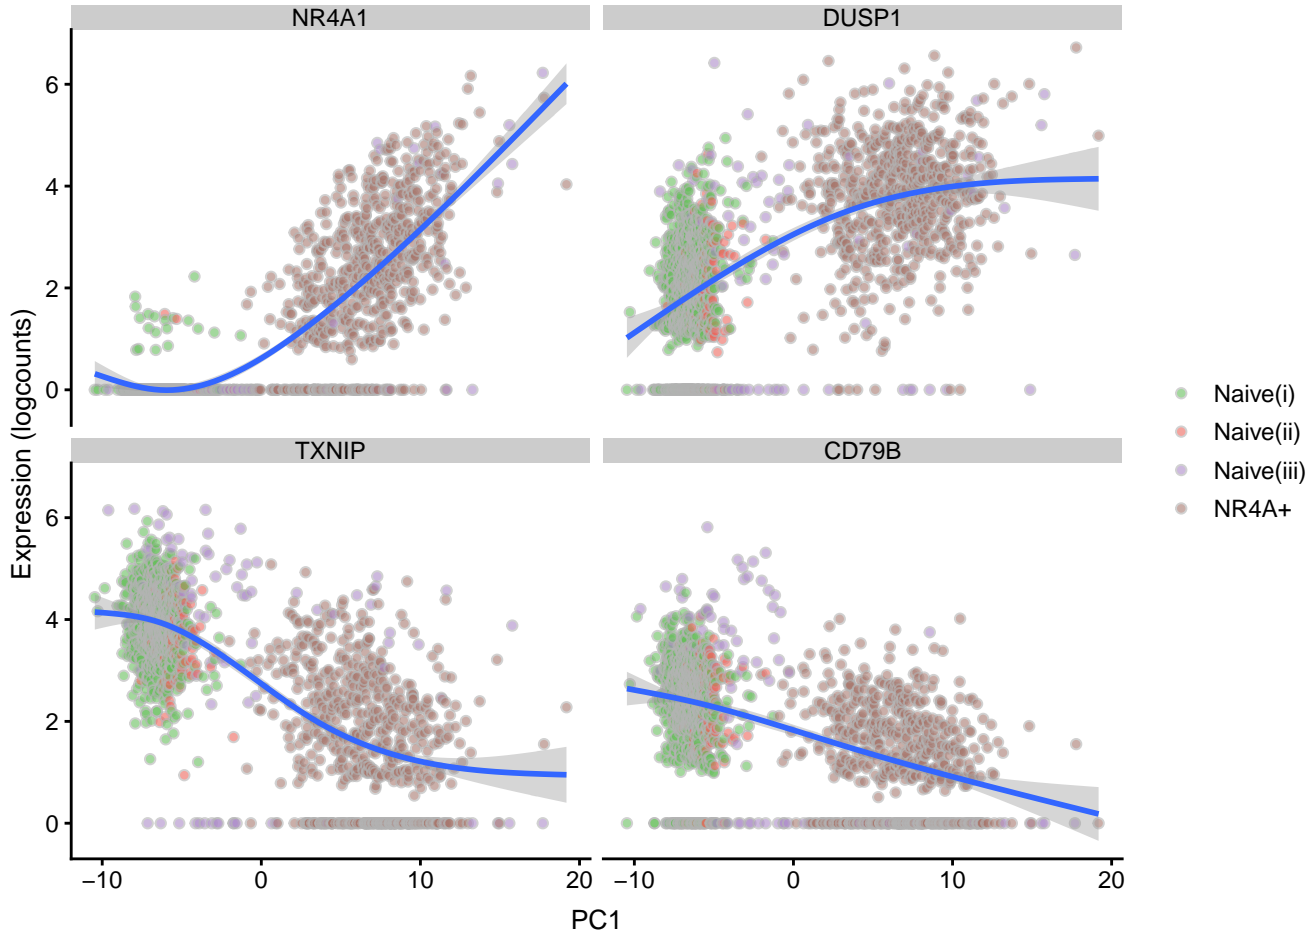 NR4A1
DUSP1
6
4
2
0
TXNIP
CD79B
6
4
2
0
−10
0
10
20
−10
0
10
20
PC1
Expression (logcounts)
Naive(i)
Naive(ii)
Naive(iii)
NR4A+